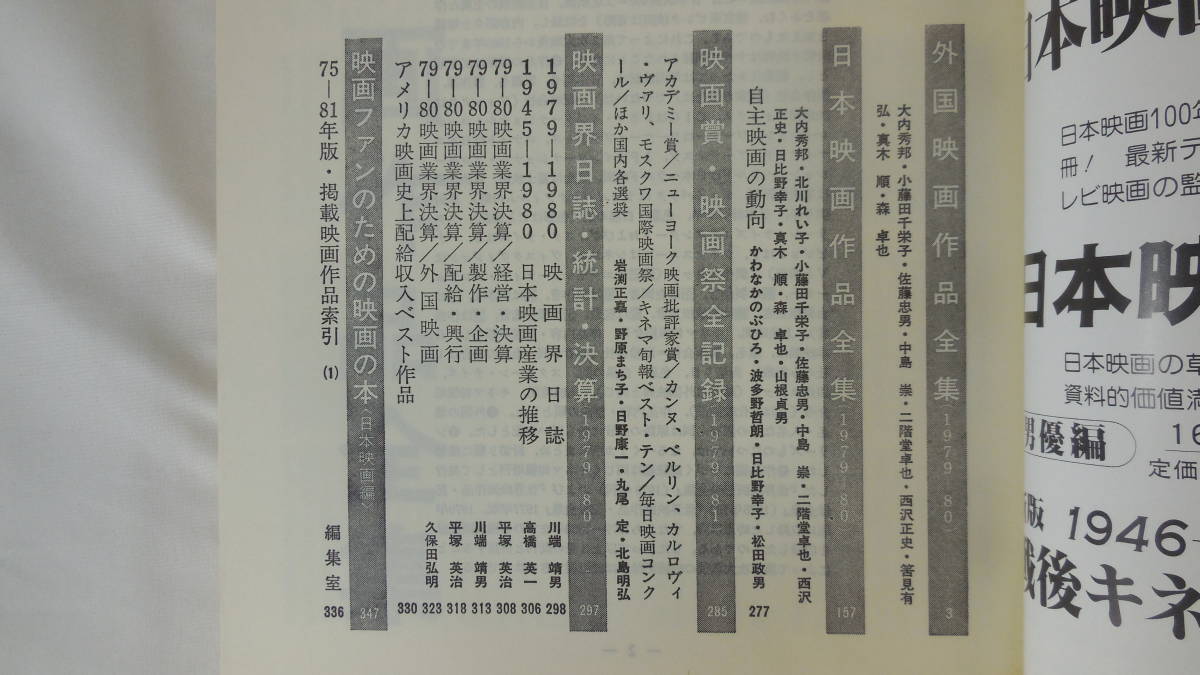 外国映画作品全集 1979-80 3
大内秀邦・小藤田千栄子・佐藤忠男・中島 崇・二階堂卓也・西沢正史・筈見有
弘・真木 順・森 卓也
日本映画作品全集 1979-80 157
大内秀邦・北川れい子・小藤田千栄子・佐藤忠男・中島 崇・二階堂卓也・西沢
正史・日比野幸子・真木 順・森 卓也・山根貞男
自主映画の動向 かわなかのぶひろ・波多野哲朗・日比野幸子・松田政男 277
映画賞・映画祭全記録 1979-81 285
アカデミー賞/ニューヨーク映画批評家賞/カンヌ、ベルリン、カルロヴィ
・ヴァリ、モスクワ国際映画祭/キネマ旬報ベスト・テン/毎日映画コンク
ール/ほか国内各選奨 岩渕正嘉・野原まち子・日野康一・丸尾 定・北島明弘
映画界日誌・統計・決算 1979-80 297
1979―1980 映画界日誌 川端 靖男 298
1945―1980 日本映画産業の推移 高橋 英一 306
79―80映画業界決算/経営・決算 平塚 英治 308
79―80映画業界決算/製作・企画 川端 靖男 313
79―80映画業界決算/配給・興行 平塚 英治 318
79―80映画業界決算/外国映画 久保田弘明 323
アメリカ映画史上配給収入ベスト作品 330
映画ファンのための映画の本〈日本映画編〉 347
75―81年版・掲載映画作品索引 (1) 編集室 336
― 2 ―
日本映画
日本映画100年
冊! 最新デ
レビ映画の監
日本映
日本映画の草
資料的価値満
男優編 16
定価
版 1946-
戦後キネ